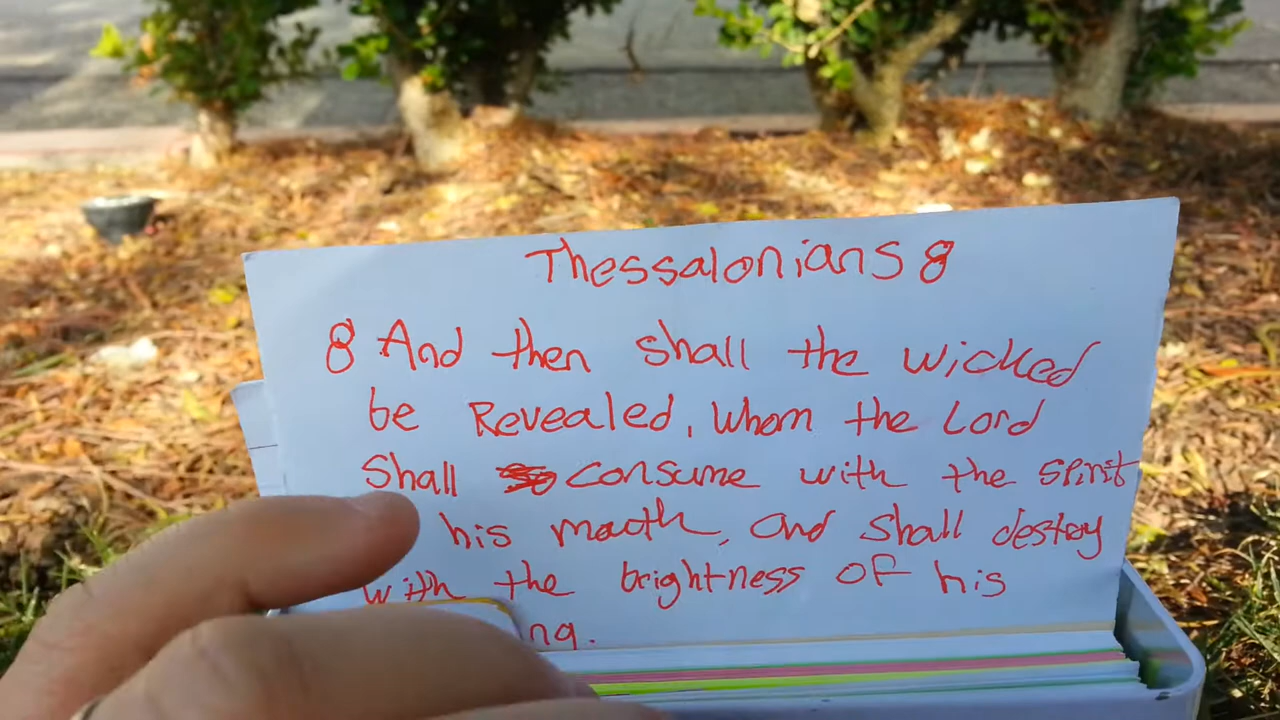 Thessalonians 8
8 And then shall the wicked
be Revealed, whom the Lord
Shall consume with the spirit
his mouth, and shall destroy
with the brightness of his
ng.